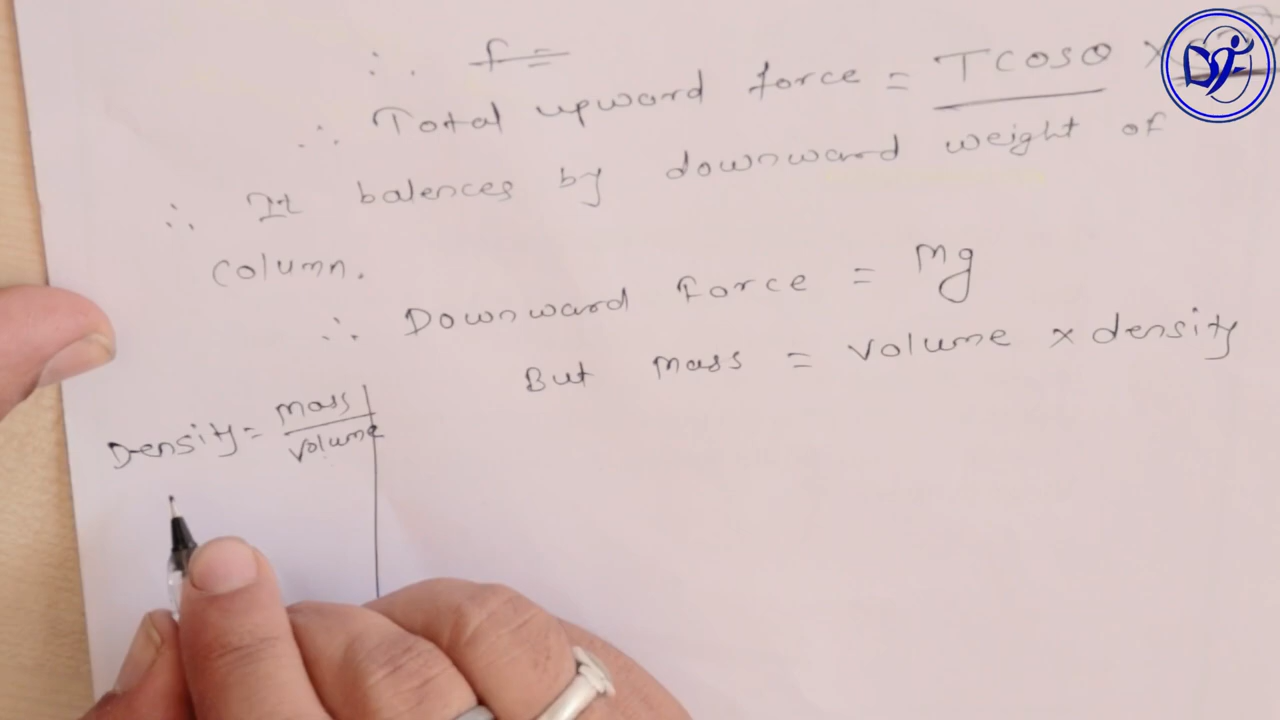 ∴ f =
∴ Total upward force = T cosθ ×
∴ It balences by downward weight of
column.
∴ Downward Force = mg
But mass = volume × density
Density = mass / volume